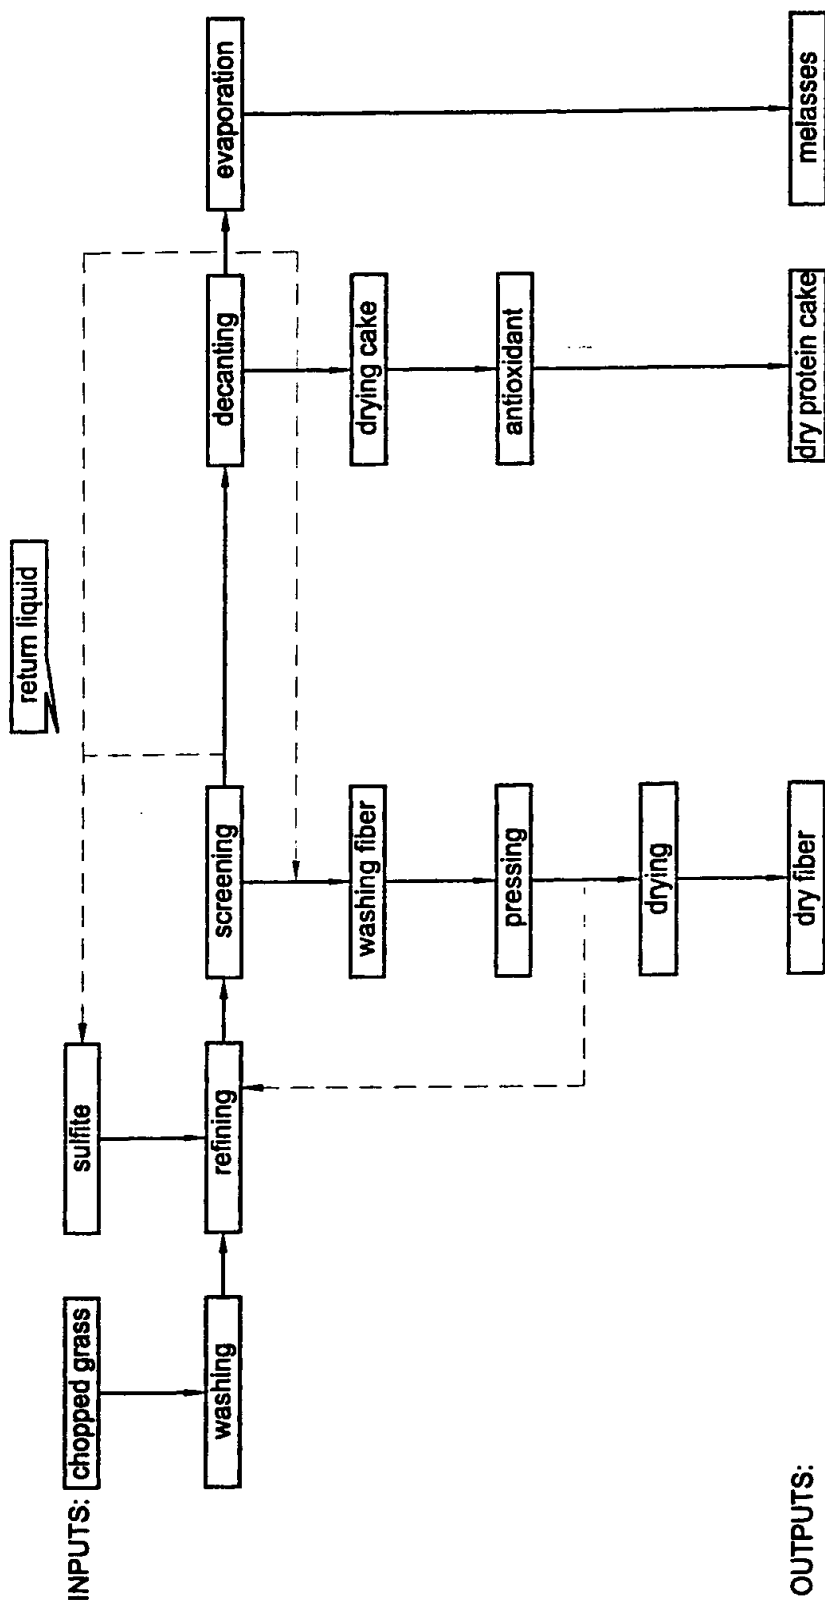 return liquid
INPUTS:
chopped grass
sulfite
washing
refining
screening
decanting
evaporation
washing fiber
drying cake
pressing
antioxidant
drying
OUTPUTS:
dry fiber
dry protein cake
melasses